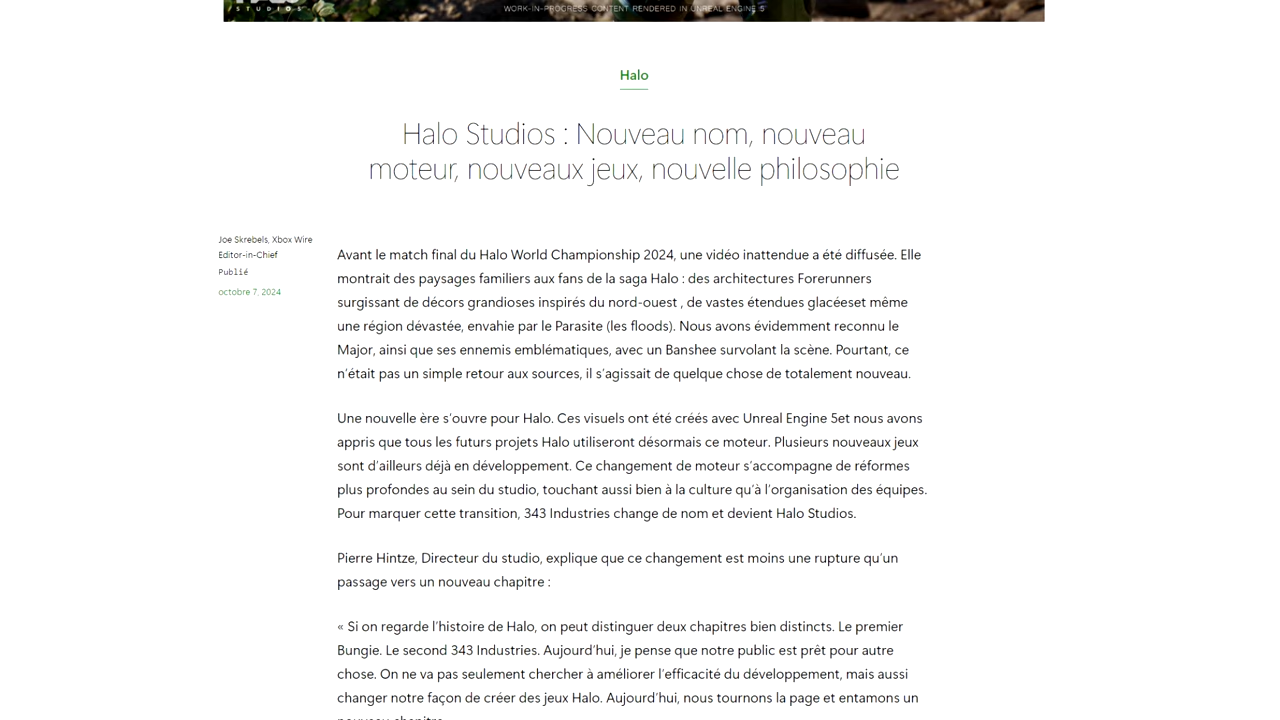 STUDIOS
WORK-IN-PROGRESS CONTENT RENDERED IN UNREAL ENGINE 5
Halo
Halo Studios : Nouveau nom, nouveau
moteur, nouveaux jeux, nouvelle philosophie
Joe Skrebels, Xbox Wire
Editor-in-Chief
Publié
octobre 7, 2024
Avant le match final du Halo World Championship 2024, une vidéo inattendue a été diffusée. Elle
montrait des paysages familiers aux fans de la saga Halo : des architectures Forerunners
surgissant de décors grandioses inspirés du nord-ouest , de vastes étendues glacéeset même
une région dévastée, envahie par le Parasite (les floods). Nous avons évidemment reconnu le
Major, ainsi que ses ennemis emblématiques, avec un Banshee survolant la scène. Pourtant, ce
n’était pas un simple retour aux sources, il s’agissait de quelque chose de totalement nouveau.
Une nouvelle ère s’ouvre pour Halo. Ces visuels ont été créés avec Unreal Engine 5et nous avons
appris que tous les futurs projets Halo utiliseront désormais ce moteur. Plusieurs nouveaux jeux
sont d’ailleurs déjà en développement. Ce changement de moteur s’accompagne de réformes
plus profondes au sein du studio, touchant aussi bien à la culture qu’à l’organisation des équipes.
Pour marquer cette transition, 343 Industries change de nom et devient Halo Studios.
Pierre Hintze, Directeur du studio, explique que ce changement est moins une rupture qu’un
passage vers un nouveau chapitre :
« Si on regarde l’histoire de Halo, on peut distinguer deux chapitres bien distincts. Le premier
Bungie. Le second 343 Industries. Aujourd’hui, je pense que notre public est prêt pour autre
chose. On ne va pas seulement chercher à améliorer l’efficacité du développement, mais aussi
changer notre façon de créer des jeux Halo. Aujourd’hui, nous tournons la page et entamons un